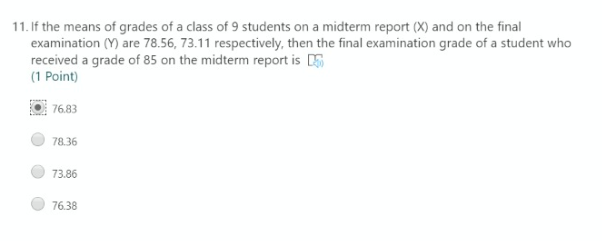 11. If the means of grades of a class of 9 students on a midterm report (X) and on the final
examination (Y) are 78.56, 73.11 respectively, then the final examination grade of a student who
received a grade of 85 on the midterm report is
(1 Point)
76.83
78.36
73.86
76.38